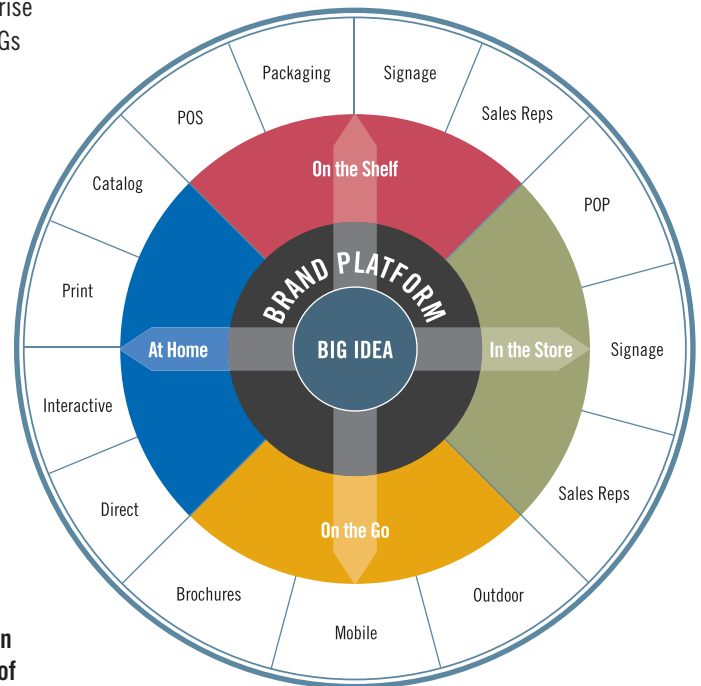 rise
Gs
Packaging
Signage
POS
Sales Reps
Catalog
On the Shelf
POP
Print
BRAND PLATFORM
At Home
BIG IDEA
In the Store
Signage
Interactive
Direct
Sales Reps
On the Go
Brochures
Outdoor
Mobile
n
of